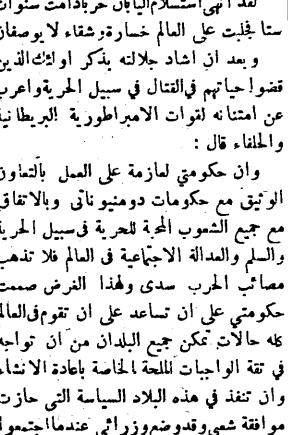 لقد انهى استسلام اليابان حربا دامت سنوات
ستا فجلبت على العالم خسارة وشقاء لا يوصفان
و بعد ان اشاد جلالته بذكر اولئك الذين
قضوا حياتهم في القتال في سبيل الحرية واعرب
عن امتنانه لقوات الامبراطورية البريطانية
والحلفاء قال :
وان حكومتي لعازمة على العمل بالتعاون
الوثيق مع حكومات دومنيوناتي وبالاتفاق
مع جميع الشعوب المحبة للحرية في سبيل الحرية
والسلم والعدالة الاجتماعية في العالم فلا تذهب
مصائب الحرب سدى ولهذا الغرض صممت
حكومتي على ان تساعد على ان تقوم في العالم
كله حالات تمكن جميع البلدان من ان تواجه
في ثقة الواجبات الملحة الخاصة باعادة الانشاء
وان تنفذ في هذه البلاد السياسة التي حازت
موافقة شعبي وقد وضع وزرائي عندما اجتمعوا